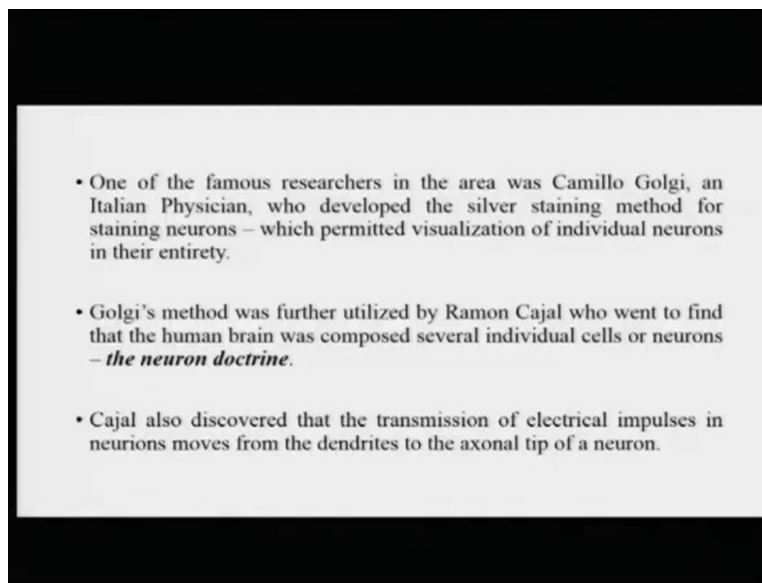 • One of the famous researchers in the area was Camillo Golgi, an
Italian Physician, who developed the silver staining method for
staining neurons – which permitted visualization of individual neurons
in their entirety.
• Golgi's method was further utilized by Ramon Cajal who went to find
that the human brain was composed several individual cells or neurons
– the neuron doctrine.
• Cajal also discovered that the transmission of electrical impulses in
neurions moves from the dendrites to the axonal tip of a neuron.